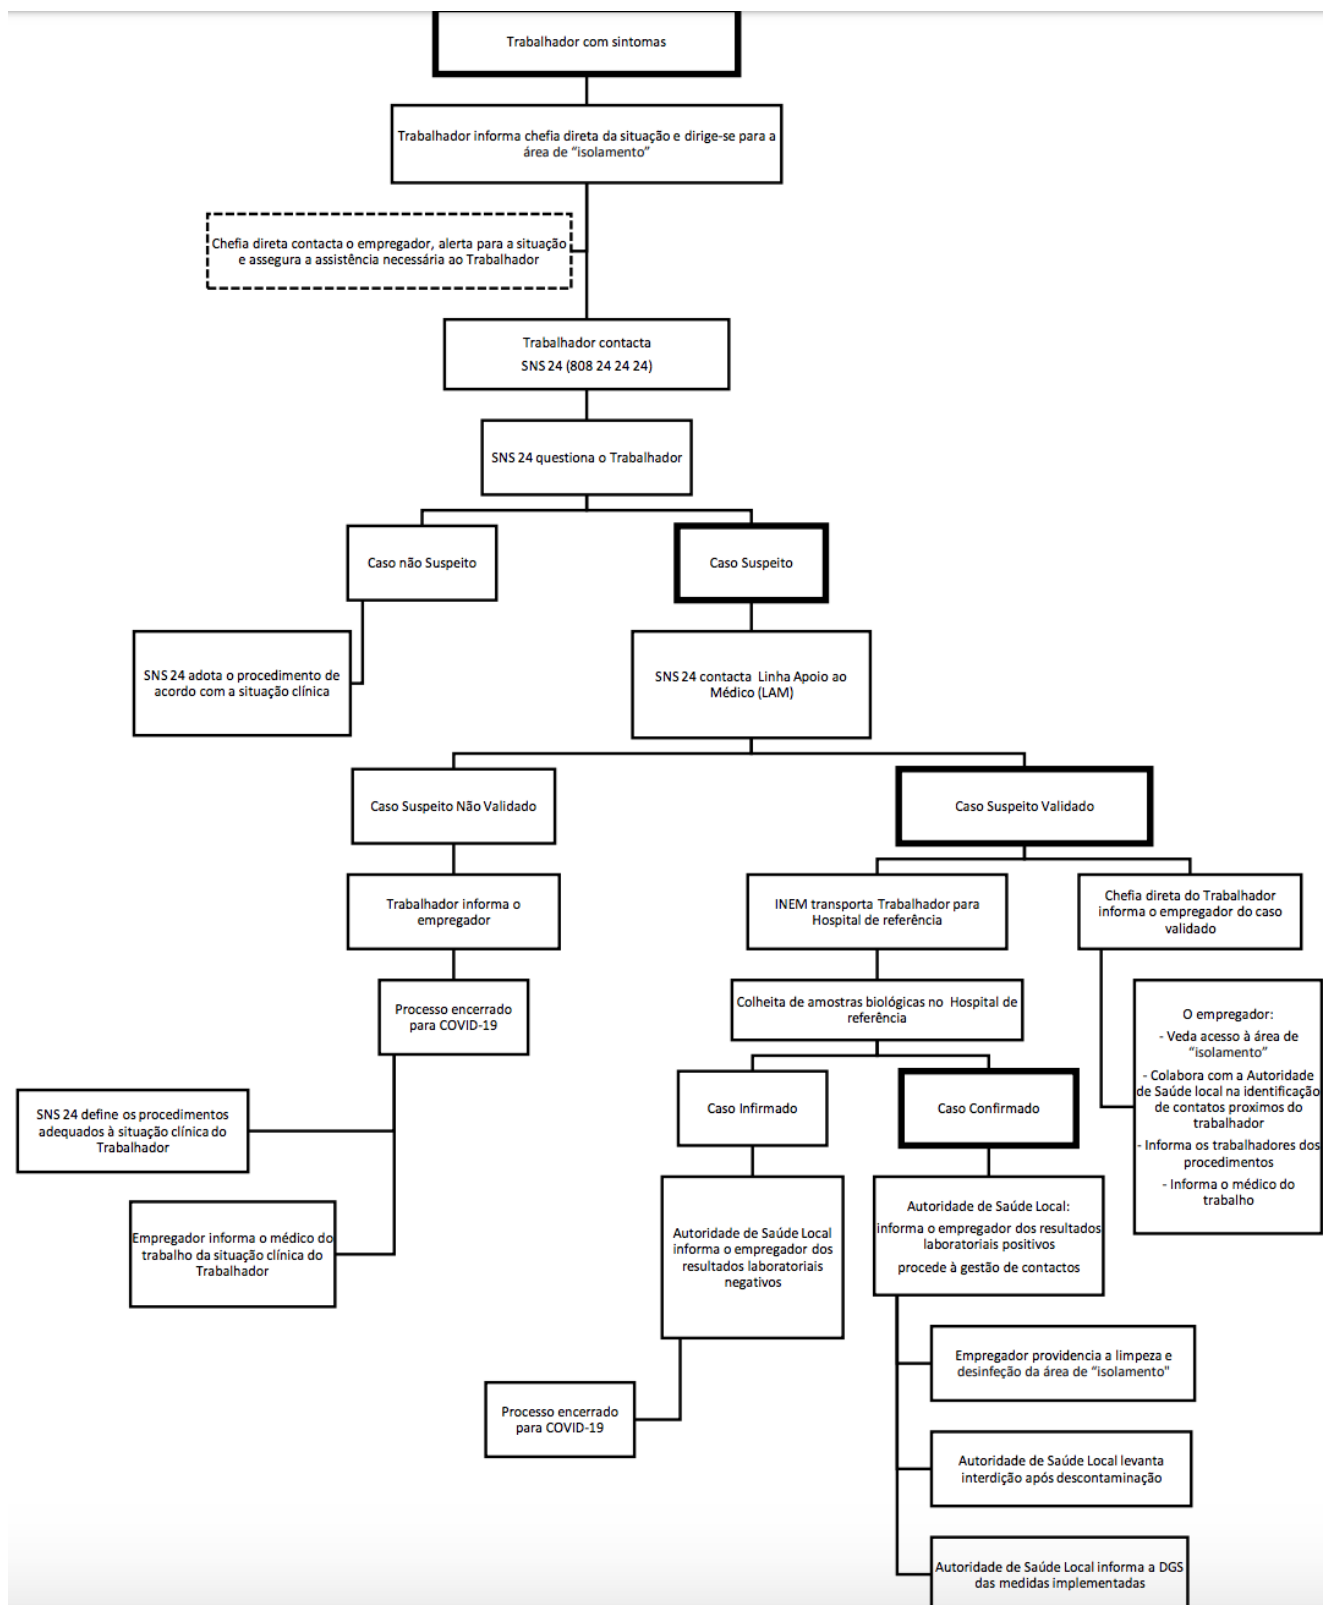 Trabalhador com sintomas
Trabalhador informa chefia direta da situação e dirige-se para a
área de “isolamento”
Chefia direta contacta o empregador, alerta para a situação
e assegura a assistência necessária ao Trabalhador
Trabalhador contacta
SNS 24 (808 24 24 24)
SNS 24 questiona o Trabalhador
Caso não Suspeito
Caso Suspeito
SNS 24 adota o procedimento de
acordo com a situação clínica
SNS 24 contacta Linha Apoio ao
Médico (LAM)
Caso Suspeito Não Validado
Caso Suspeito Validado
Trabalhador informa o
empregador
INEM transporta Trabalhador para
Hospital de referência
Chefia direta do Trabalhador
informa o empregador do caso
validado
Processo encerrado
para COVID-19
Colheita de amostras biológicas no Hospital de
referência
O empregador:
- Veda acesso à área de
“isolamento”
- Colabora com a Autoridade
de Saúde local na identificação
de contatos proximos do
trabalhador
- Informa os trabalhadores dos
procedimentos
- Informa o médico do
trabalho
SNS 24 define os procedimentos
adequados à situação clínica do
Trabalhador
Caso Infirmado
Caso Confirmado
Empregador informa o médico do
trabalho da situação clínica do
Trabalhador
Autoridade de Saúde Local
informa o empregador dos
resultados laboratoriais
negativos
Autoridade de Saúde Local:
informa o empregador dos resultados
laboratoriais positivos
procede à gestão de contactos
Empregador providencia a limpeza e
desinfeção da área de “isolamento"
Processo encerrado
para COVID-19
Autoridade de Saúde Local levanta
interdição após descontaminação
Autoridade de Saúde Local informa a DGS
das medidas implementadas